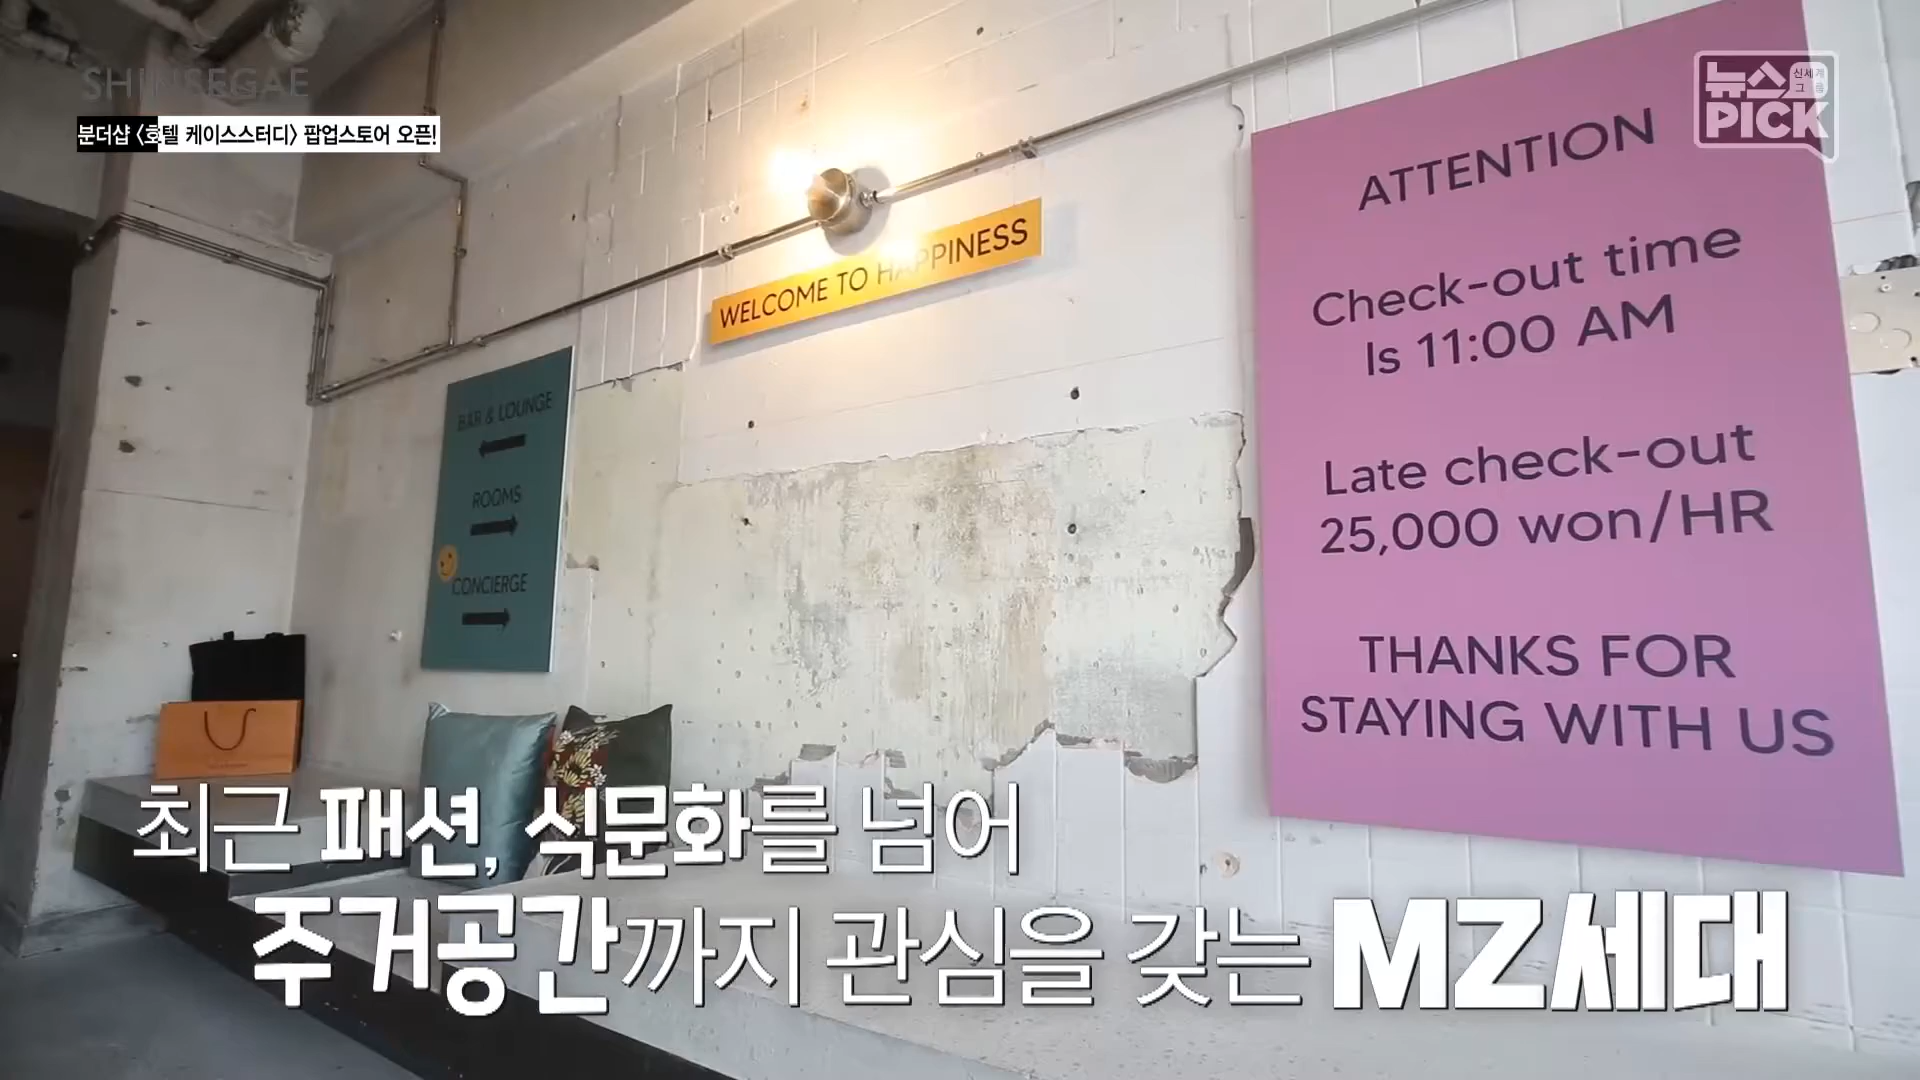 SHINSEGAE
분더샵 <호텔 케이스스터디> 팝업스토어 오픈!
뉴스
신세계
그룹
PICK
WELCOME TO HAPPINESS
BAR & LOUNGE
ROOMS
CONCIERGE
ATTENTION
Check-out time
Is 11:00 AM
Late check-out
25,000 won/HR
THANKS FOR
STAYING WITH US
최근 패션, 식문화를 넘어
주거공간까지 관심을 갖는 MZ세대